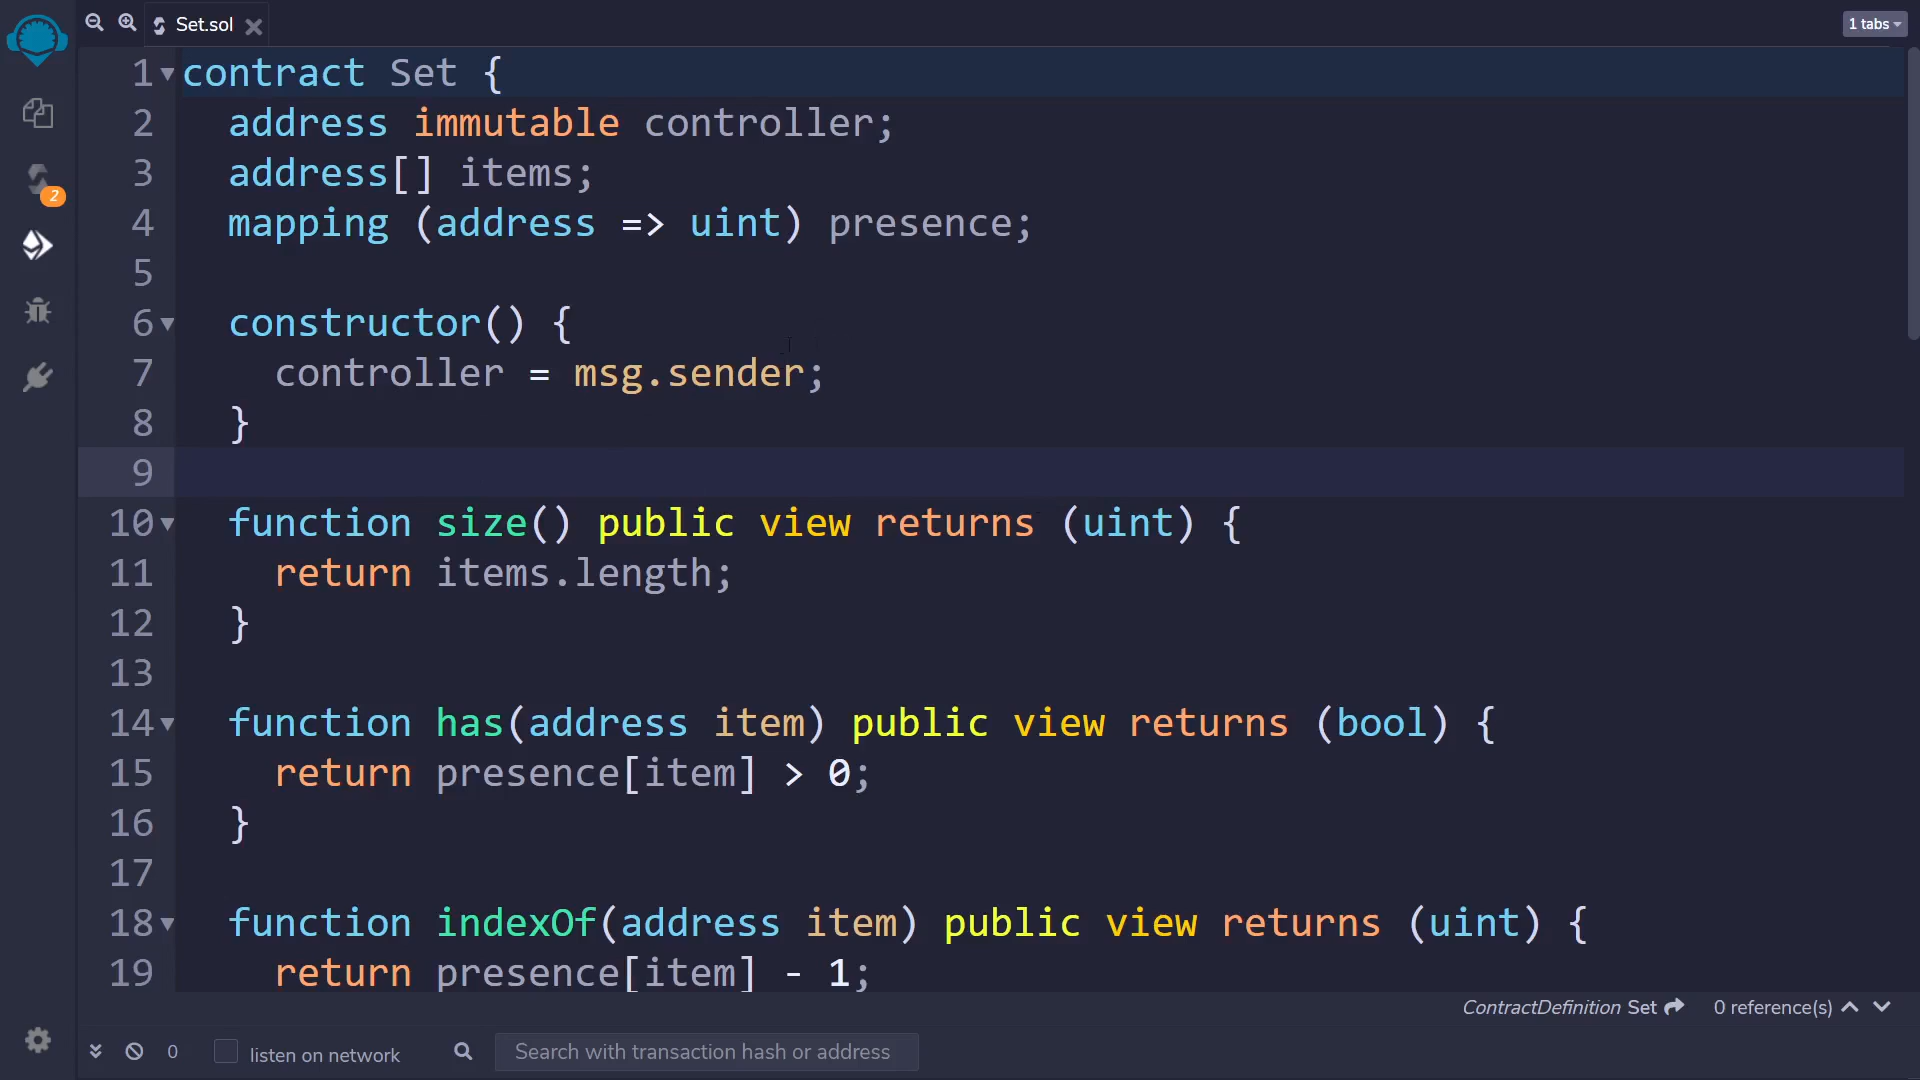 Set.sol
1 tabs
1 contract Set {
2 address immutable controller;
3 address[] items;
4 mapping (address => uint) presence;
5
6 constructor() {
7 controller = msg.sender;
8 }
9
10 function size() public view returns (uint) {
11 return items.length;
12 }
13
14 function has(address item) public view returns (bool) {
15 return presence[item] > 0;
16 }
17
18 function indexOf(address item) public view returns (uint) {
19 return presence[item] - 1;
2
ContractDefinition Set 0 reference(s)
0 listen on network Search with transaction hash or address